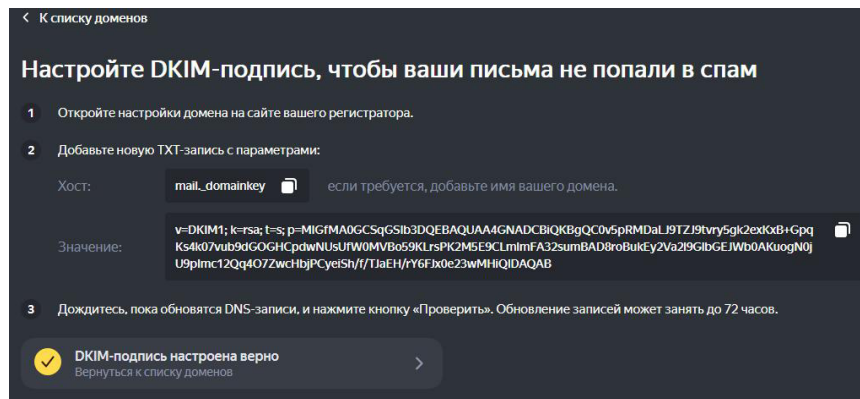 < К списку доменов
Настройте DKIM-подпись, чтобы ваши письма не попали в спам
1 Откройте настройки домена на сайте вашего регистратора.
2 Добавьте новую TXT-запись с параметрами:
Хост: mail._domainkey если требуется, добавьте имя вашего домена.
v=DKIM1; k=rsa; t=s; p=MIGfMA0GCSqGSIb3DQEBAQUAA4GNADCBiQKBgQC0v5pRMDaLJ9TZJ9tvry5gk2exKxB+Gpq
Значение: Ks4k07vub9dGOGHCpdwNUsUfW0MVBo59KLrsPK2M5E9CLmImFA32sumBAD8roBukEy2Va2I9GlbGEJWb0AKuogN0j
U9pImc12Qq4O7ZwcHbjPCyeiSh/f/TJaEH/rY6FJx0e23wMHiQIDAQAB
3 Дождитесь, пока обновятся DNS-записи, и нажмите кнопку «Проверить». Обновление записей может занять до 72 часов.
DKIM-подпись настроена верно
Вернуться к списку доменов